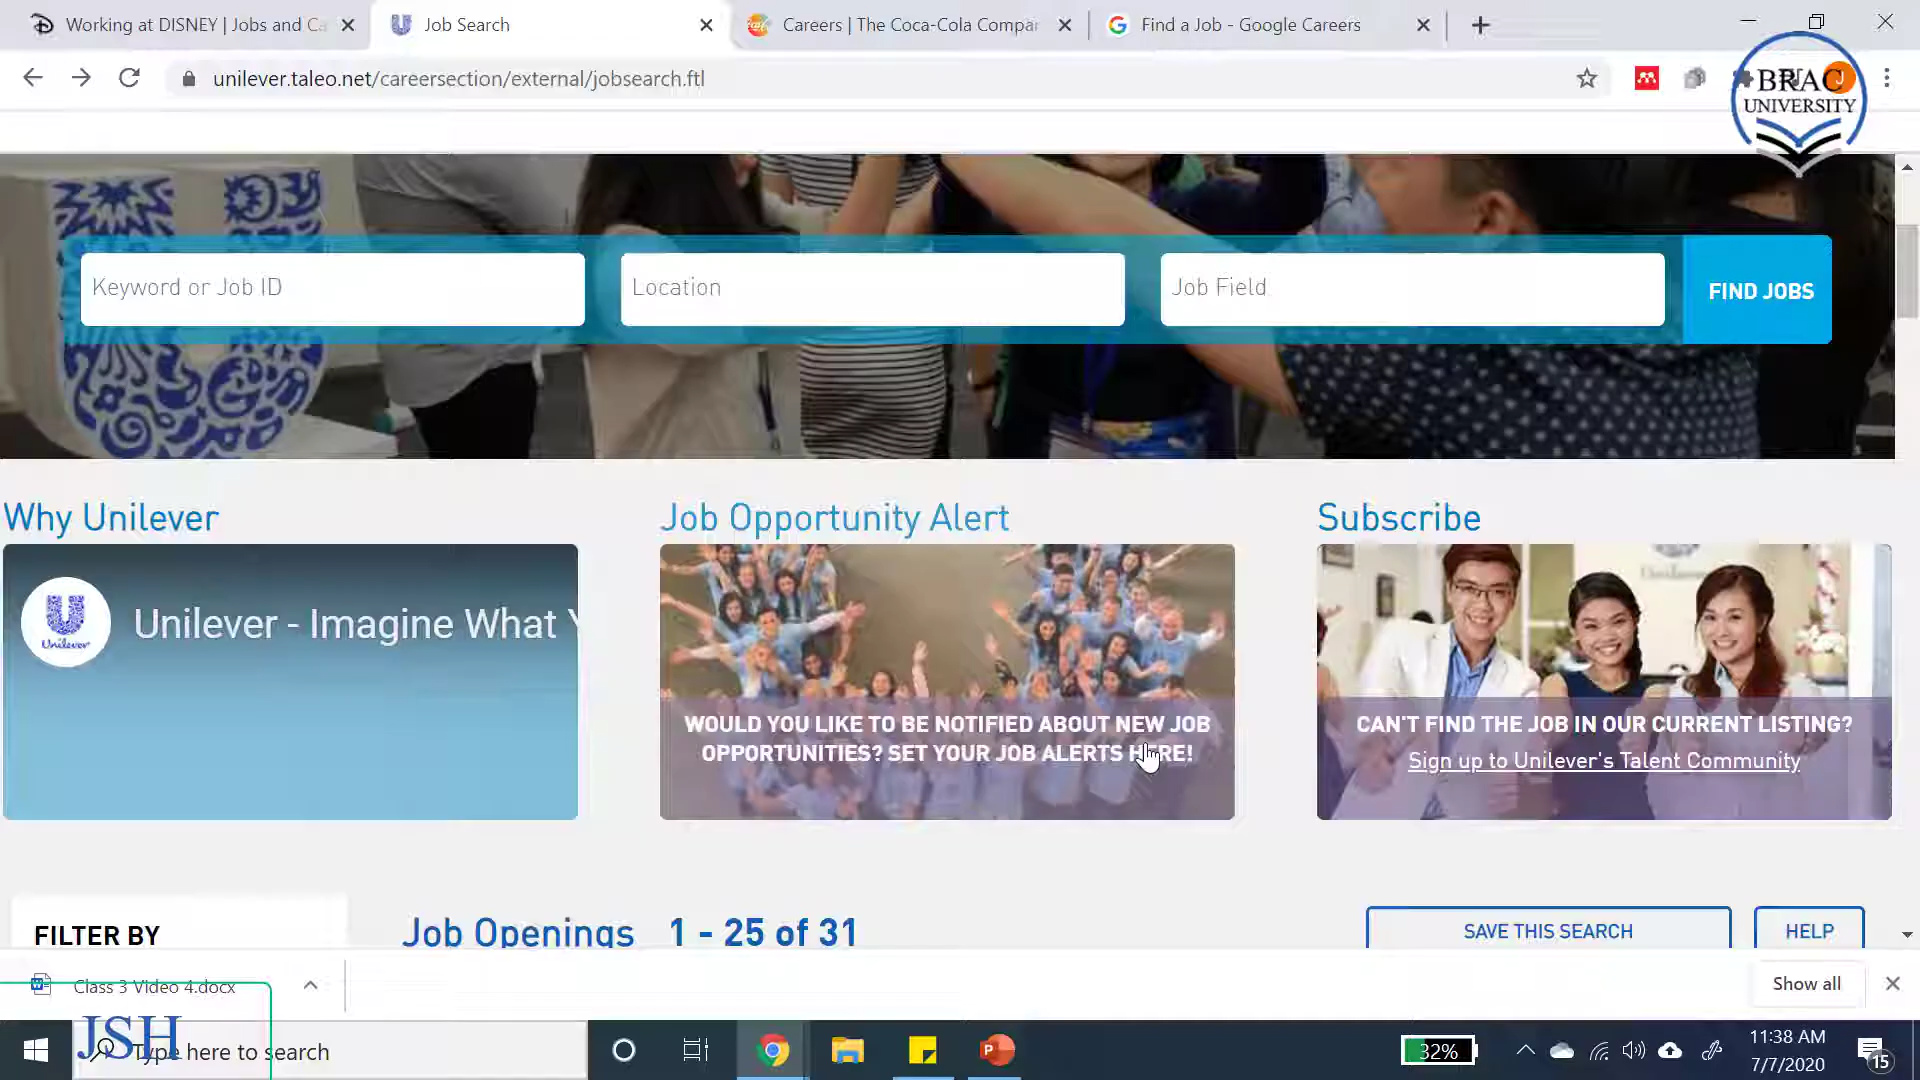 Working at DISNEY | Jobs and Ca
Job Search
Careers | The Coca-Cola Compan
Find a Job - Google Careers
unilever.taleo.net/careersection/external/jobsearch.ftl
J
BRAC
UNIVERSITY
Keyword or Job ID
Location
Job Field
FIND JOBS
Why Unilever
Job Opportunity Alert
Subscribe
Unilever
Unilever - Imagine What Y
WOULD YOU LIKE TO BE NOTIFIED ABOUT NEW JOB
OPPORTUNITIES? SET YOUR JOB ALERTS HERE!
CAN'T FIND THE JOB IN OUR CURRENT LISTING?
Sign up to Unilever's Talent Community
FILTER BY
Job Openings 1 - 25 of 31
SAVE THIS SEARCH
HELP
Class 3 Video 4.docx
Show all
JSH
Type here to search
32%
11:38 AM
7/7/2020
15